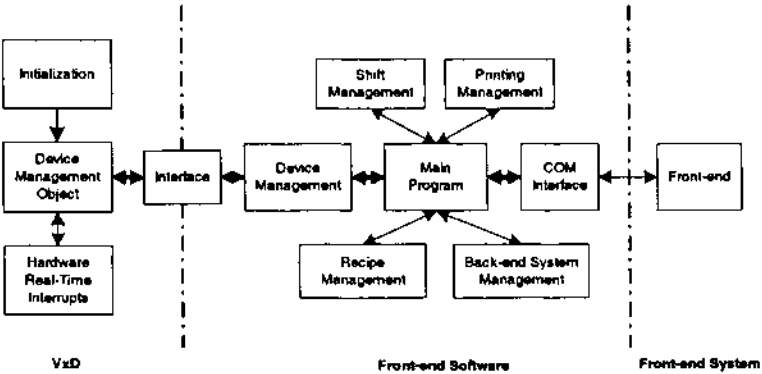 Initialization
Shift
Management
Printing
Management
Device
Management
Object
Interface
Device
Management
Main
Program
COM
Interface
Front-end
Hardware
Real-Time
Interrupts
Recipe
Management
Back-end System
Management
VxD
Front-end Software
Front-end System